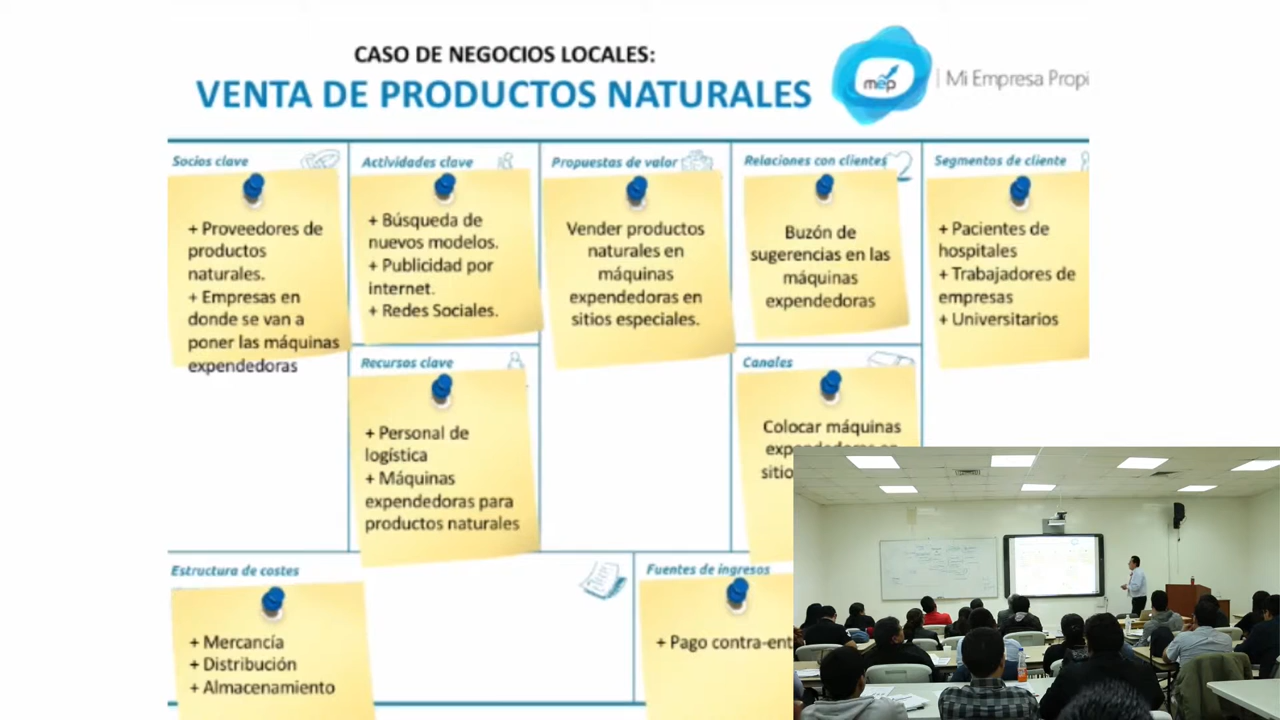 CASO DE NEGOCIOS LOCALES:
VENTA DE PRODUCTOS NATURALES
mep
Mi Empresa Propi
Socios clave
+ Proveedores de
productos
naturales.
+ Empresas en
donde se van a
poner las máquinas
expendedoras
Actividades clave
+ Búsqueda de
nuevos modelos.
+ Publicidad por
internet.
+ Redes Sociales.
Recursos clave
+ Personal de
logística
+ Máquinas
expendedoras para
productos naturales
Propuestas de valor
Vender productos
naturales en
máquinas
expendedoras en
sitios especiales.
Relaciones con clientes
Buzón de
sugerencias en las
máquinas
expendedoras
Canales
Colocar máquinas
Segmentos de cliente
+ Pacientes de
hospitales
+ Trabajadores de
empresas
+ Universitarios
Estructura de costes
+ Mercancía
+ Distribución
+ Almacenamiento
Fuentes de ingresos
+ Pago contra-ent